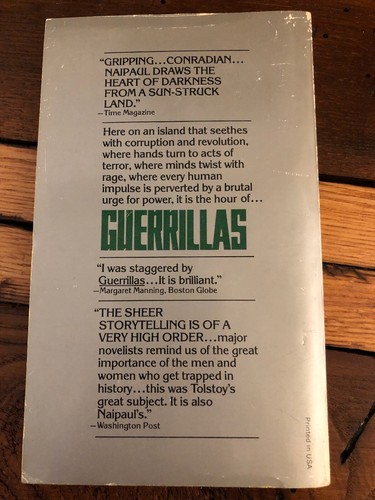 “GRIPPING...CONRADIAN...
NAIPAUL DRAWS THE
HEART OF DARKNESS
FROM A SUN-STRUCK
LAND.”
—Time Magazine
Here on an island that seethes
with corruption and revolution,
where hands turn to acts of
terror, where minds twist with
rage, where every human
impulse is perverted by a brutal
urge for power, it is the hour of...
GUERRILLAS
“I was staggered by
Guerrillas...It is brilliant.”
—Margaret Manning, Boston Globe
“THE SHEER
STORYTELLING IS OF A
VERY HIGH ORDER...major
novelists remind us of the great
importance of the men and
women who get trapped in
history...this was Tolstoy’s
great subject. It is also
Naipaul’s.”
—Washington Post
Printed in USA